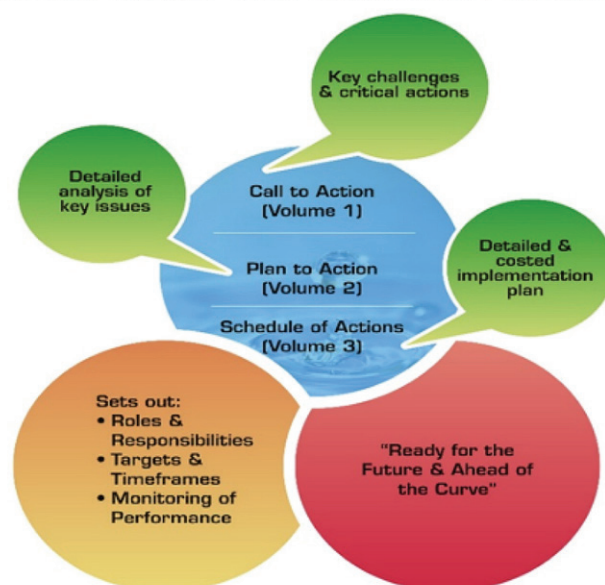 Key challenges
& critical actions
Detailed
analysis of
key issues
Call to Action
(Volume 1)
Detailed &
costed
implementation
plan
Plan to Action
(Volume 2)
Schedule of Actions
(Volume 3)
Sets out:
• Roles &
Responsibilities
• Targets &
Timeframes
• Monitoring of
Performance
"Ready for the
Future & Ahead of
the Curve"